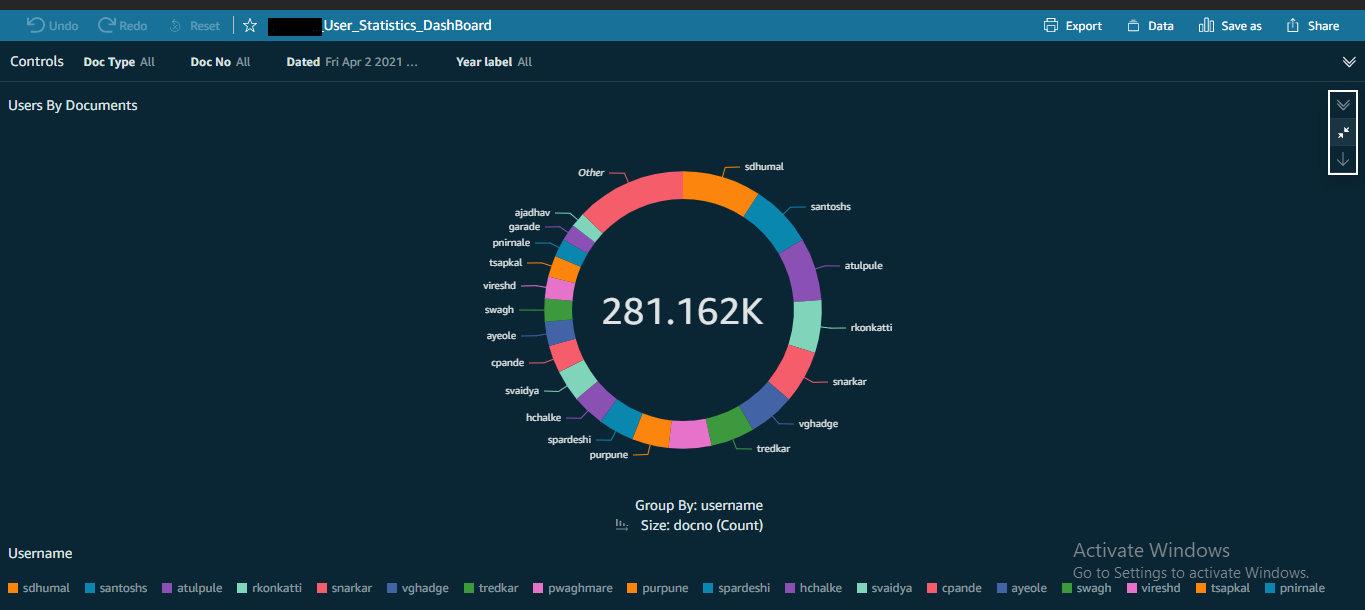 Undo Redo Reset _User_Statistics_DashBoard Export Data Save as Share
Controls Doc Type All Doc No All Dated Fri Apr 2 2021 ... Year label All
Users By Documents
Other
sdhumal
ajadhav
santoshs
garade
pnirnale
tsapkal
atulpule
vireshd
swagh
281.162K
rkonkatti
ayeole
cpande
snarkar
svaidya
hchalke
vghadge
spardeshi
tredkar
purpune
Group By: username
Size: docno (Count)
Username
Activate Windows
Go to Settings to activate Windows.
sdhumal santoshs atulpule rkonkatti snarkar vghadge tredkar pwaghmare purpune spardeshi hchalke svaidya cpande ayeole swagh vireshd tsapkal pnirnale